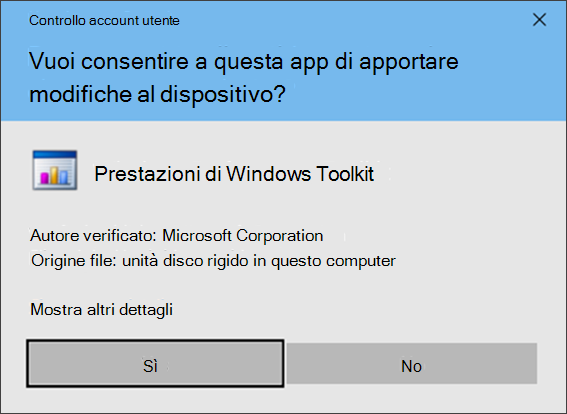 Controllo account utente
Vuoi consentire a questa app di apportare
modifiche al dispositivo?
Prestazioni di Windows Toolkit
Autore verificato: Microsoft Corporation
Origine file: unità disco rigido in questo computer
Mostra altri dettagli
Sì
No